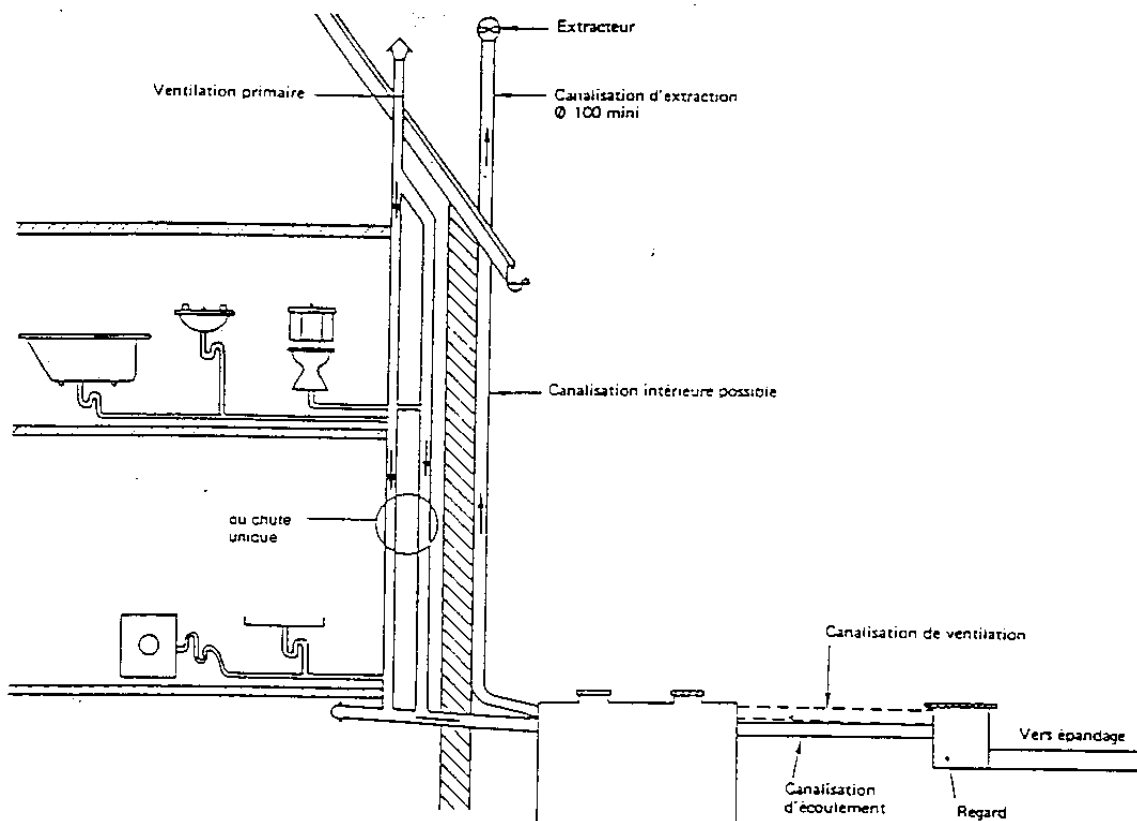 Extracteur
Ventilation primaire
Canalisation d'extraction
Ø 100 mini
Canalisation intérieure possible
ou chute
unique
Canalisation de ventilation
Vers épandage
Canalisation
d'écoulement
Regard